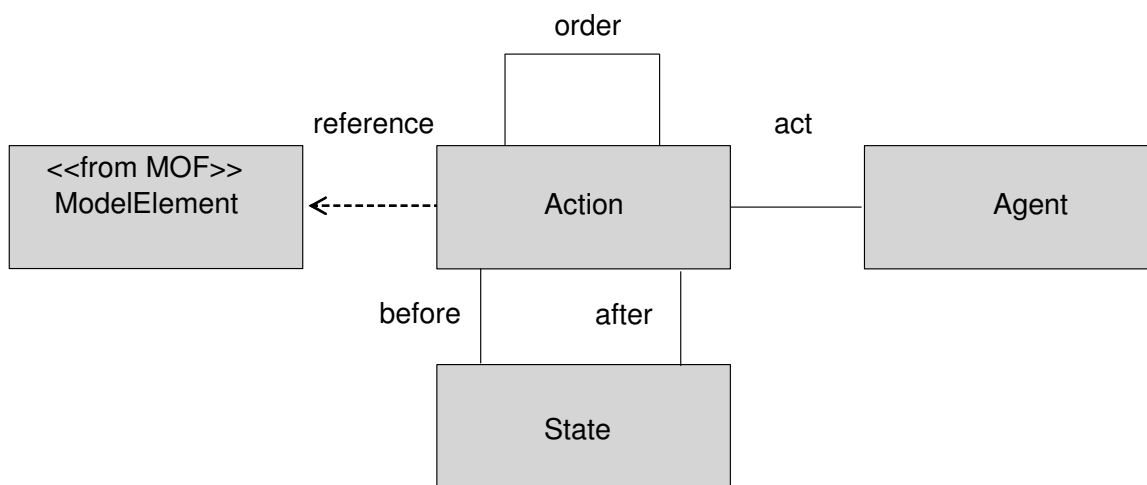 order
reference
act
<<from MOF>>
ModelElement
Action
Agent
before
after
State